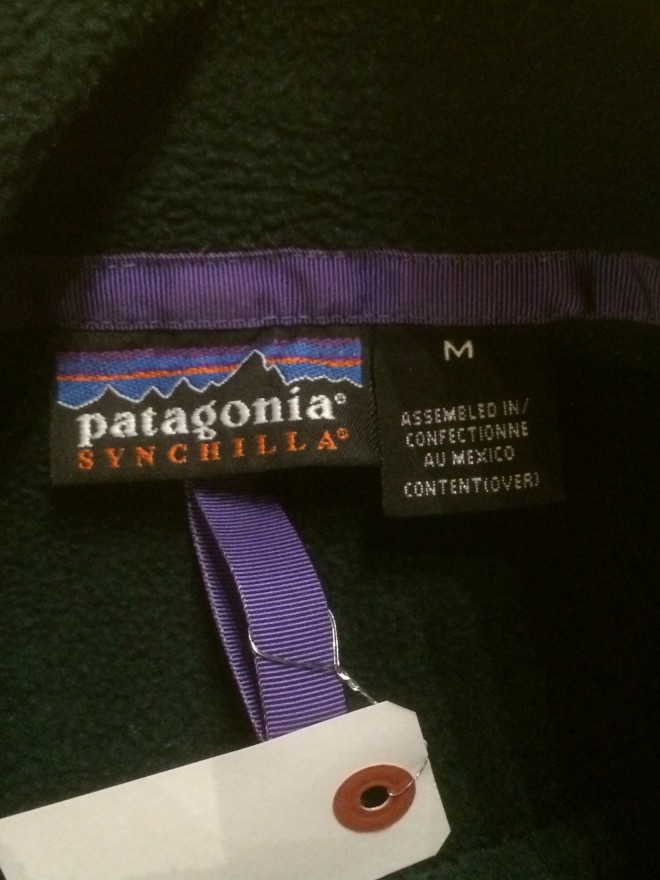 patagonia®
SYNCHILLA®
M
ASSEMBLED IN/
CONFECTIONNE
AU MEXICO
CONTENT(OVER)